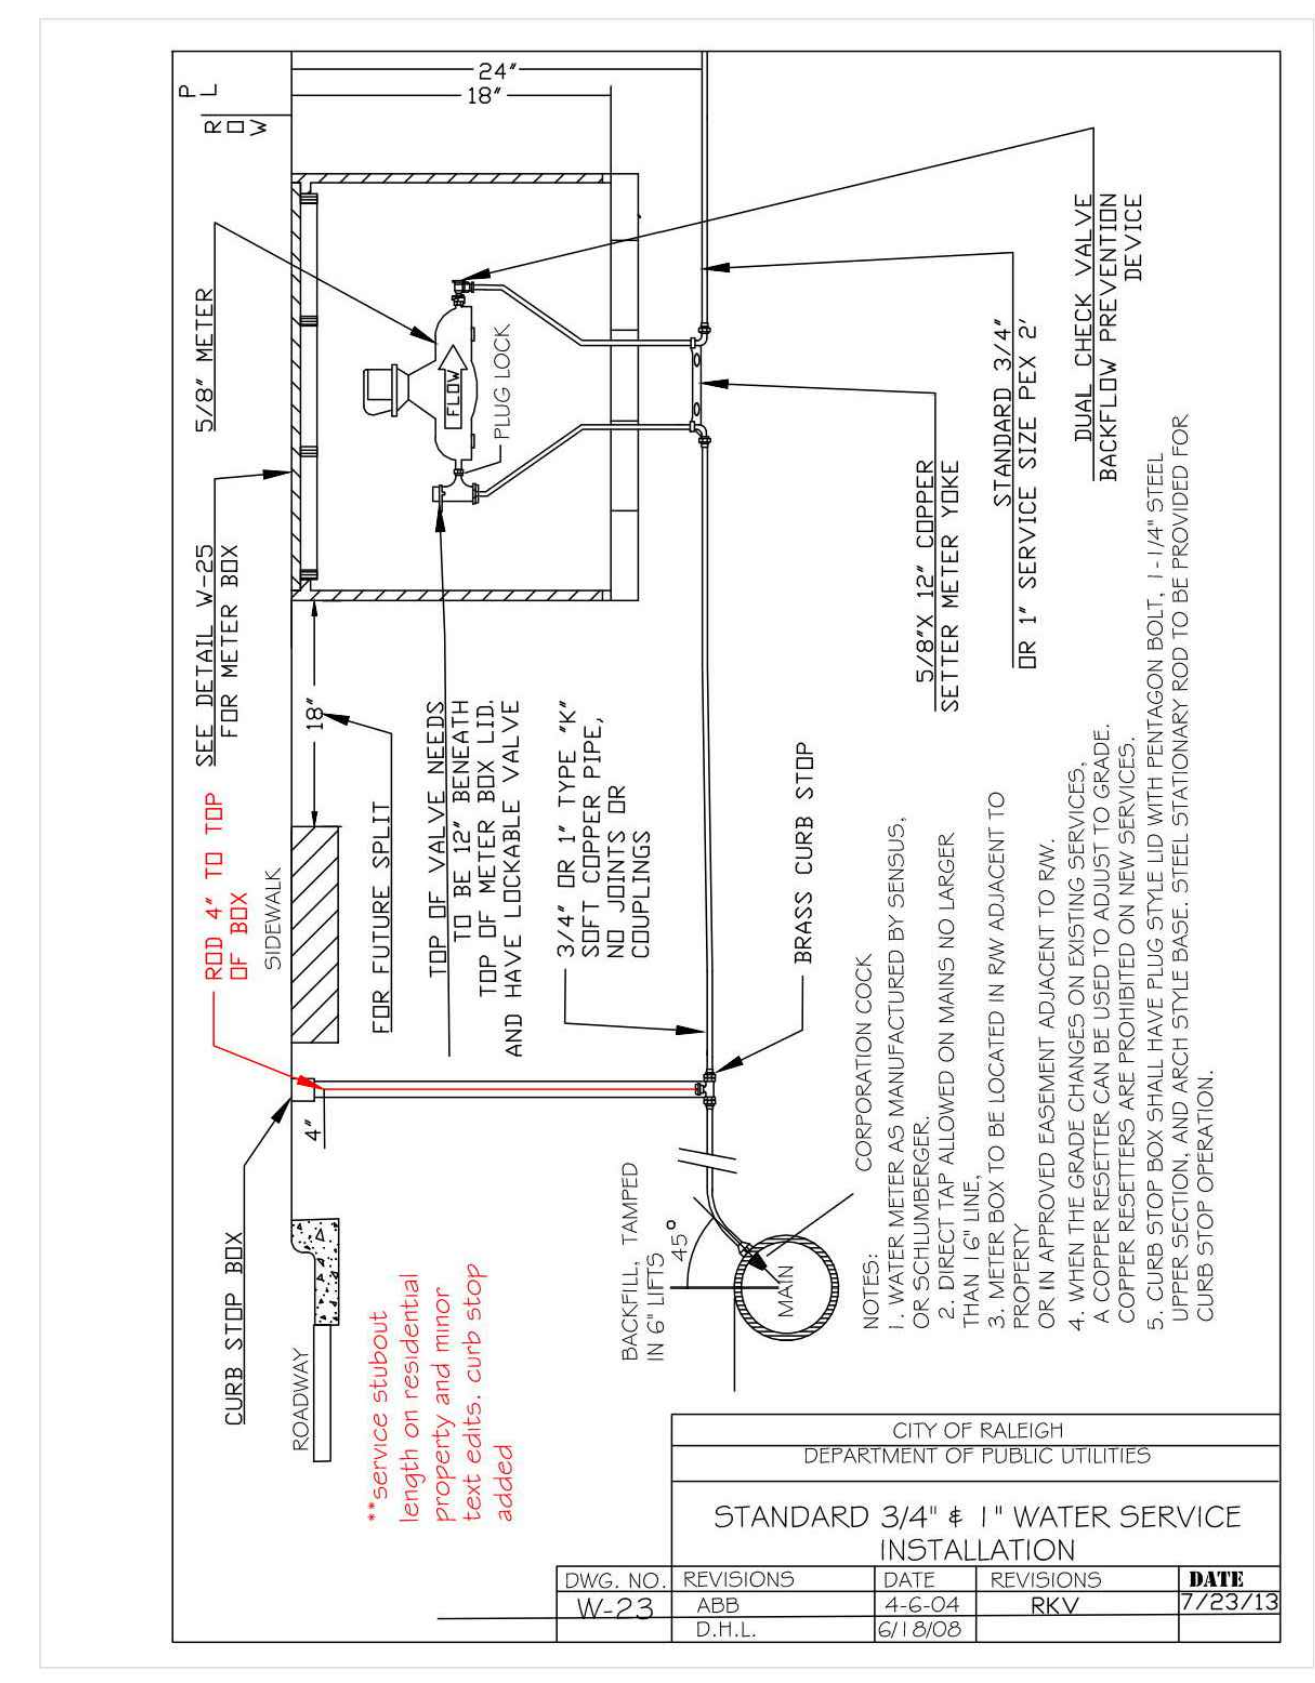 P
L
R
O
W
24"
18"
5/8" METER
SEE DETAIL W-25
FOR METER BOX
ROD 4" TO TOP
OF BOX
SIDEWALK
18"
FOR FUTURE SPLIT
FLOW
PLUG LOCK
TOP OF VALVE NEEDS
TO BE 12" BENEATH
TOP OF METER BOX LID.
AND HAVE LOCKABLE VALVE
3/4" OR 1" TYPE "K"
SOFT COPPER PIPE,
NO JOINTS OR
COUPLINGS
BRASS CURB STOP
5/8"X 12" COPPER
SETTER METER YOKE
STANDARD 3/4"
OR 1" SERVICE SIZE PEX 2'
DUAL CHECK VALVE
BACKFLOW PREVENTION
DEVICE
CURB STOP BOX
4"
ROADWAY
BACKFILL, TAMPED
IN 6" LIFTS
45°
MAIN
CORPORATION COCK
**service stubout
length on residential
property and minor
text edits. curb stop
added
NOTES:
1. WATER METER AS MANUFACTURED BY SENSUS,
OR SCHLUMBERGER.
2. DIRECT TAP ALLOWED ON MAINS NO LARGER
THAN 16" LINE,
3. METER BOX TO BE LOCATED IN R/W ADJACENT TO
PROPERTY
OR IN APPROVED EASEMENT ADJACENT TO R/W.
4. WHEN THE GRADE CHANGES ON EXISTING SERVICES,
A COPPER RESETTER CAN BE USED TO ADJUST TO GRADE.
COPPER RESETTERS ARE PROHIBITED ON NEW SERVICES.
5. CURB STOP BOX SHALL HAVE PLUG STYLE LID WITH PENTAGON BOLT, 1-1/4" STEEL
UPPER SECTION, AND ARCH STYLE BASE. STEEL STATIONARY ROD TO BE PROVIDED FOR
CURB STOP OPERATION.
CITY OF RALEIGH
DEPARTMENT OF PUBLIC UTILITIES
STANDARD 3/4" & 1" WATER SERVICE
INSTALLATION
DWG. NO. REVISIONS DATE REVISIONS DATE
W-23 ABB 4-6-04 RKV 7/23/13
D.H.L. 6/18/08